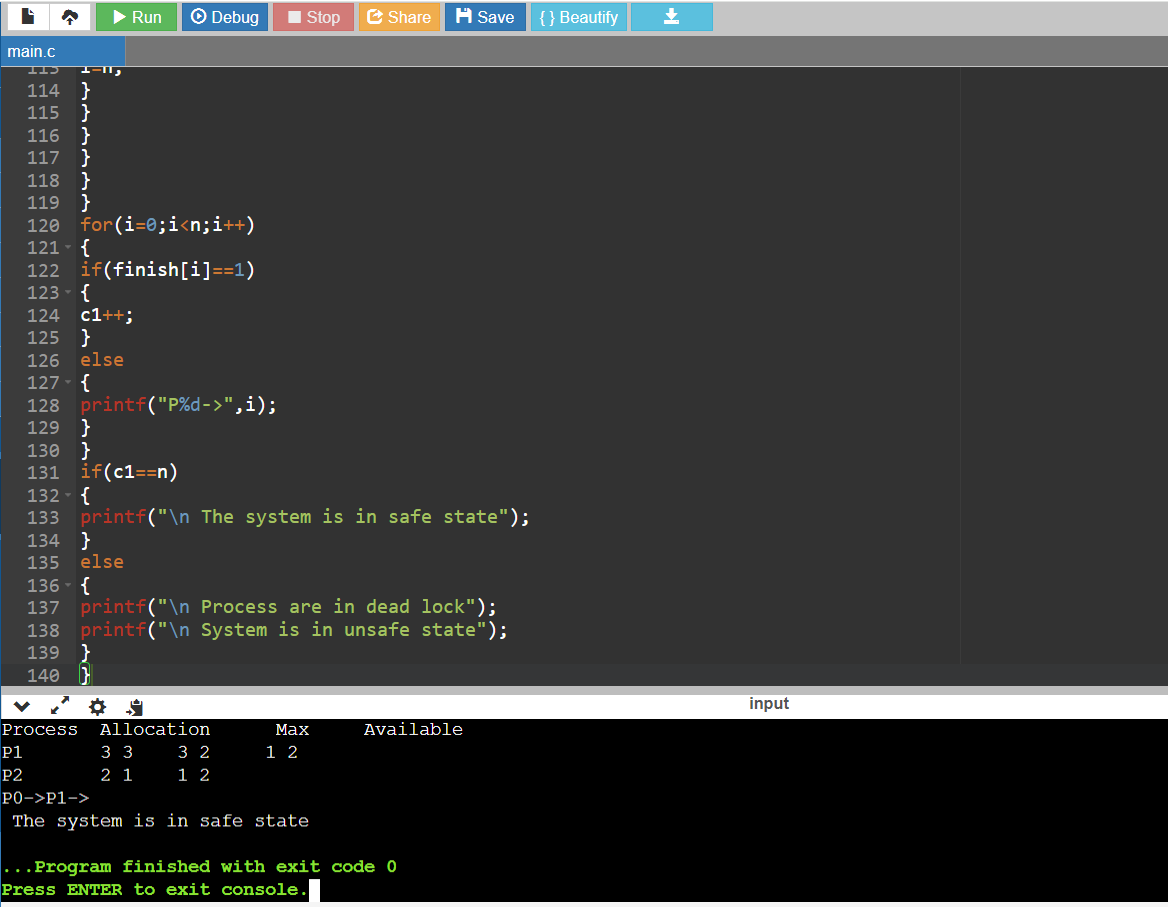 Run Debug Stop Share Save { } Beautify
main.c
113 i=n;
114 }
115 }
116 }
117 }
118 }
119 }
120 for(i=0;i<n;i++)
121 {
122 if(finish[i]==1)
123 {
124 c1++;
125 }
126 else
127 {
128 printf("P%d->",i);
129 }
130 }
131 if(c1==n)
132 {
133 printf("\n The system is in safe state");
134 }
135 else
136 {
137 printf("\n Process are in dead lock");
138 printf("\n System is in unsafe state");
139 }
140 }
input
Process Allocation Max Available
P1 3 3 3 2 1 2
P2 2 1 1 2
P0->P1->
The system is in safe state
...Program finished with exit code 0
Press ENTER to exit console.